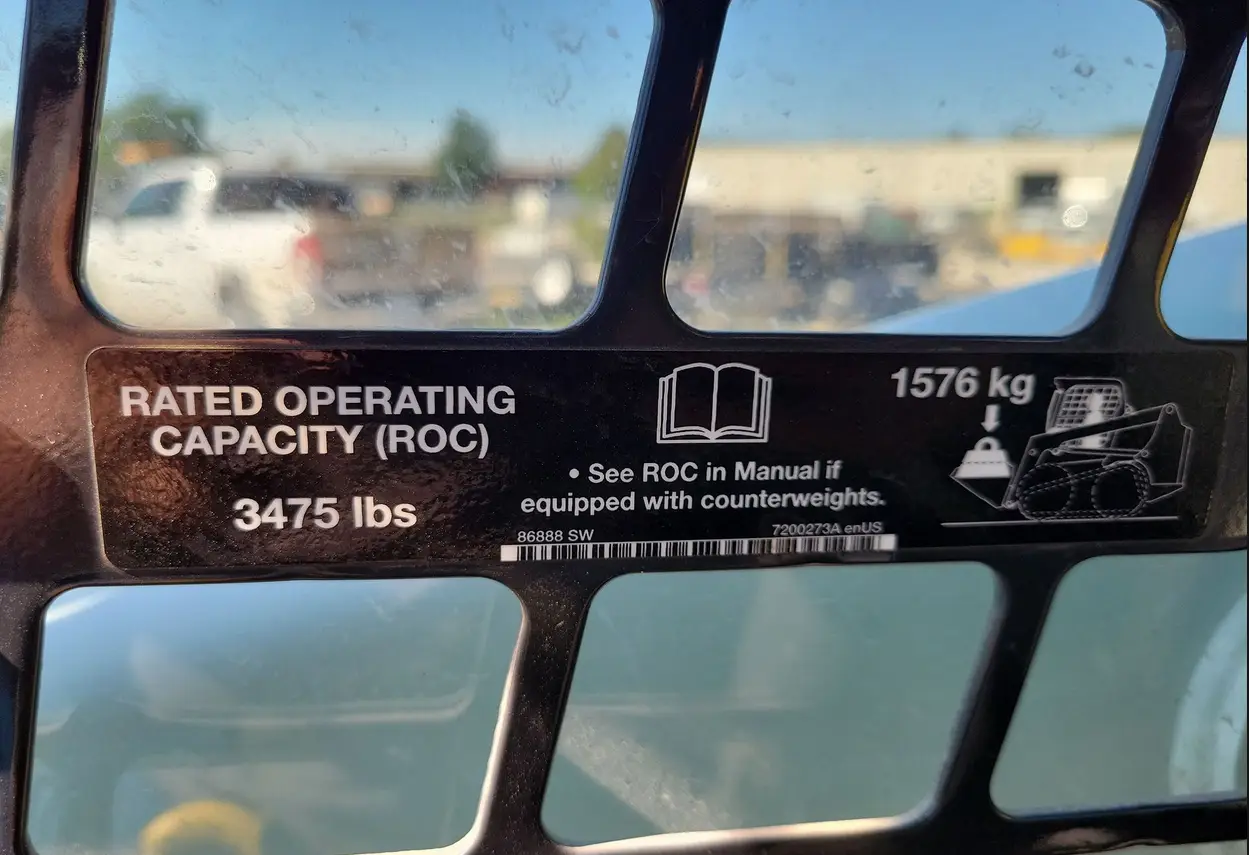 RATED OPERATING
CAPACITY (ROC)
3475 lbs
• See ROC in Manual if
equipped with counterweights.
86888 SW
7200273A enUS
1576 kg